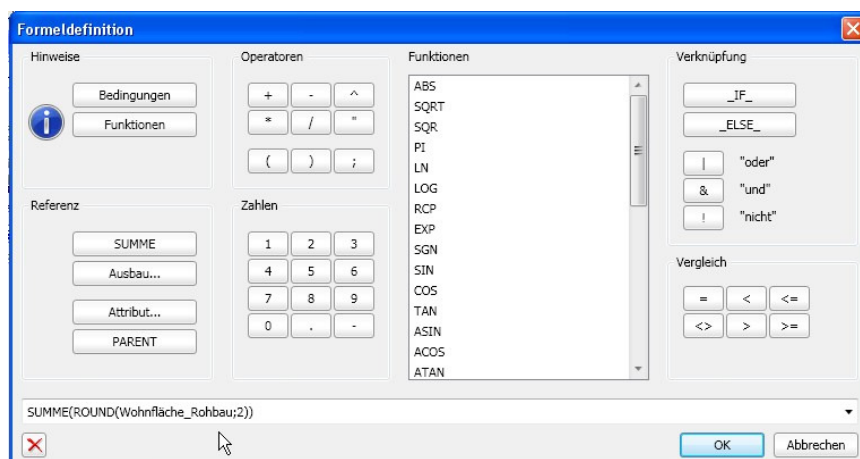 Formeldefinition
Hinweise
Bedingungen
Funktionen
Operatoren
+ - ^
* / "
( ) ;
Funktionen
ABS
SQRT
SQR
PI
LN
LOG
RCP
EXP
SGN
SIN
COS
TAN
ASIN
ACOS
ATAN
Verknüpfung
_IF_
_ELSE_
| "oder"
& "und"
! "nicht"
Referenz
SUMME
Ausbau...
Attribut...
PARENT
Zahlen
1 2 3
4 5 6
7 8 9
0 . -
Vergleich
= < <=
<> > >=
SUMME(ROUND(Wohnfläche_Rohbau;2))
OK Abbrechen